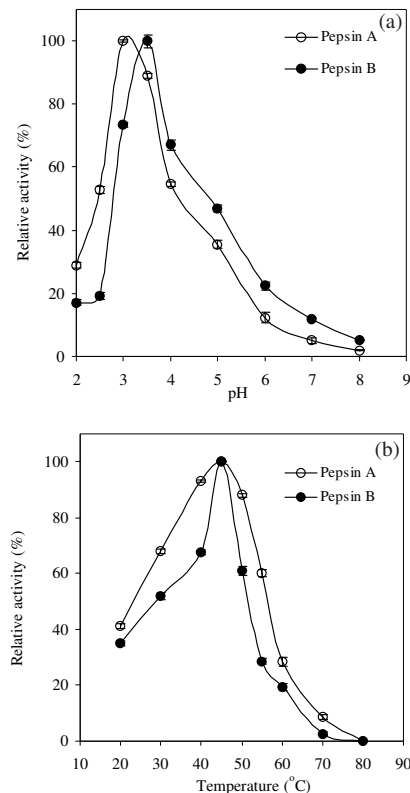 (a)
Pepsin A
Pepsin B
Relative activity (%)
120
100
80
60
40
20
0
2 3 4 5 6 7 8 9
pH
(b)
Pepsin A
Pepsin B
Relative activity (%)
120
100
80
60
40
20
0
10 20 30 40 50 60 70 80 90
Temperature (°C)